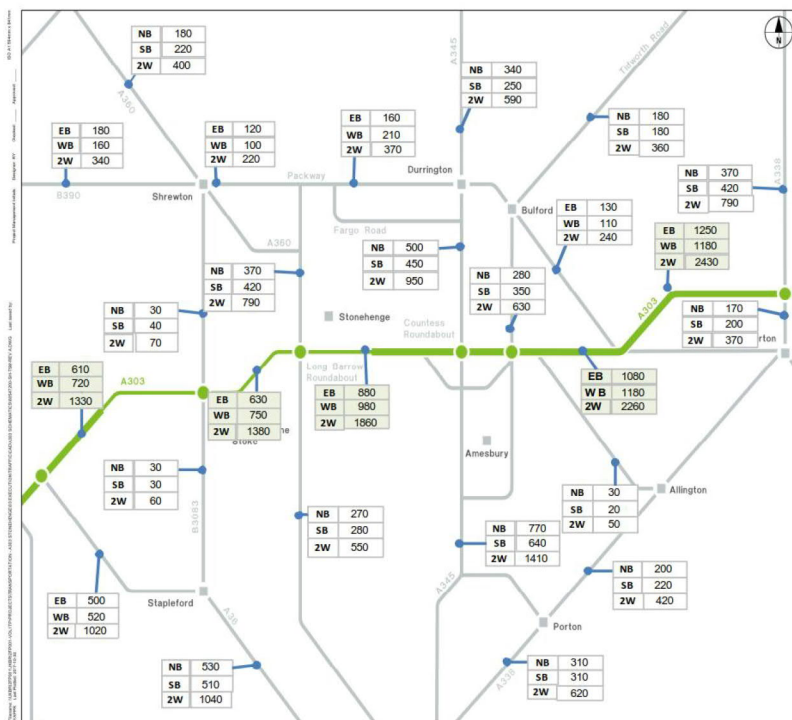 NB 180
SB 220
2W 400
A360
A345
NB 340
SB 250
2W 590
Tidworth Road
N
EB 180
WB 160
2W 340
EB 120
WB 100
2W 220
EB 160
WB 210
2W 370
NB 180
SB 180
2W 360
A338
B390
Shrewton
Packway
Durrington
NB 370
SB 420
2W 790
Bulford
EB 130
WB 110
2W 240
Fargo Road
A360
EB 1250
WB 1180
2W 2430
NB 500
SB 450
2W 950
NB 370
SB 420
2W 790
NB 280
SB 350
2W 630
NB 30
SB 40
2W 70
Stonehenge
Countess
Roundabout
A303
NB 170
SB 200
2W 370
rton
EB 610
WB 720
2W 1330
A303
EB 630
WB 750
2W 1380
ne
Stoke
Long Barrow
Roundabout
EB 880
WB 980
2W 1860
EB 1080
WB 1180
2W 2260
Amesbury
NB 30
SB 30
2W 60
NB 30
SB 20
2W 50
Allington
B3083
NB 270
SB 280
2W 550
NB 770
SB 640
2W 1410
NB 200
SB 220
2W 420
EB 500
WB 520
2W 1020
Stapleford
A36
A345
Porton
NB 530
SB 510
2W 1040
A338
NB 310
SB 310
2W 620